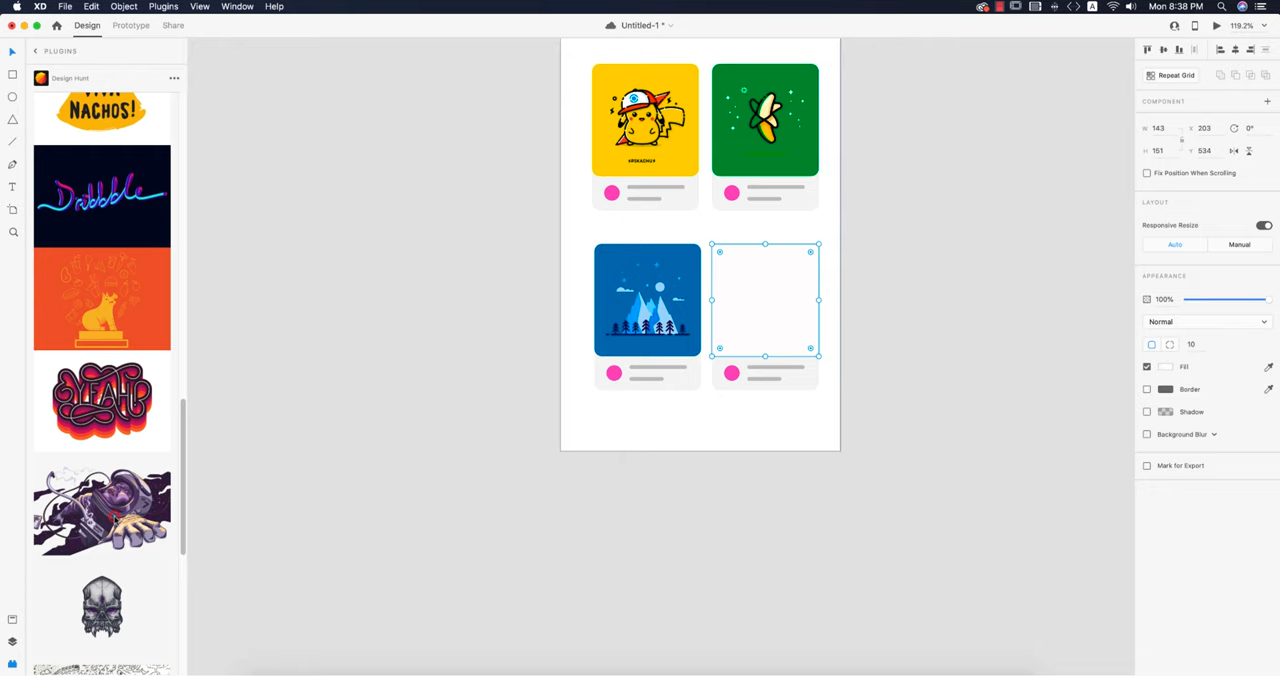 XD File Edit Object Plugins View Window Help
A Mon 8:38 PM
Design Prototype Share
Untitled-1 *
119.2%
PLUGINS
Design Hunt
NACHOS!
Dribbble
YEAH!
#PIKACHU#
Repeat Grid
COMPONENT
W 143 X 203 0°
H 151 Y 534
Fix Position When Scrolling
LAYOUT
Responsive Resize
Auto Manual
APPEARANCE
100%
Normal
10
Fill
Border
Shadow
Background Blur
Mark for Export